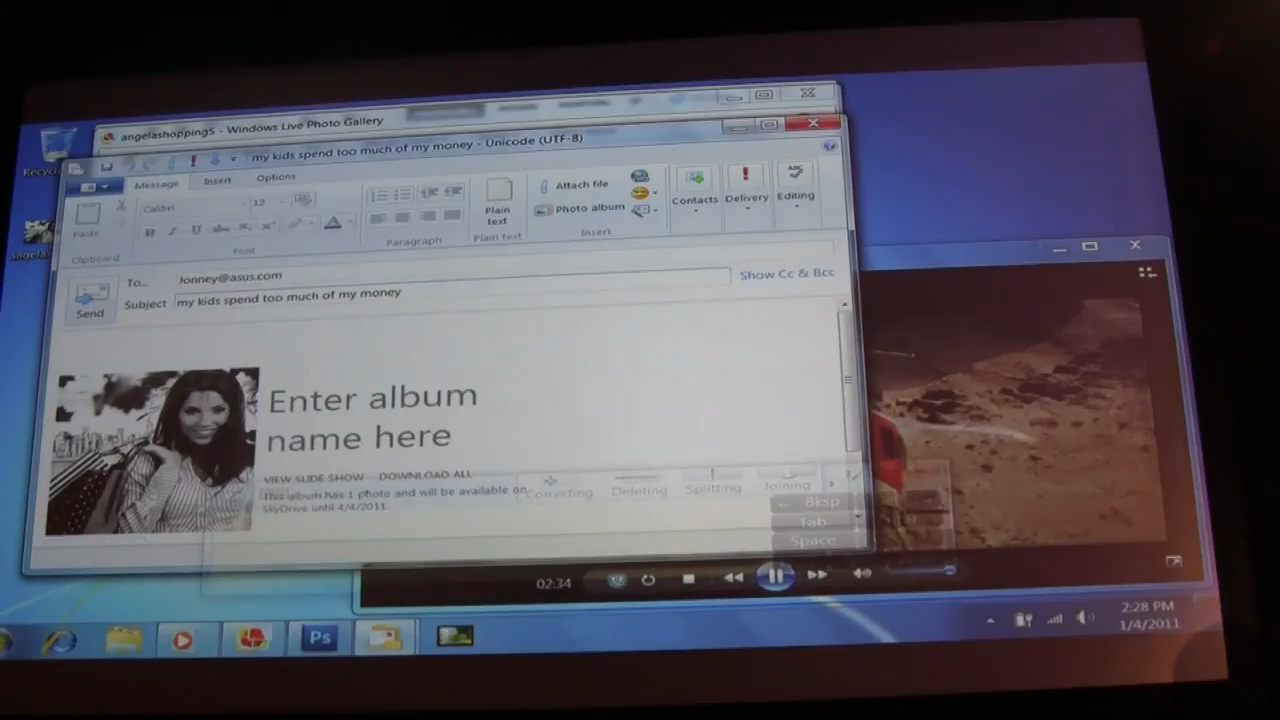 angelashoppingS - Windows Live Photo Gallery
my kids spend too much of my money - Unicode (UTF-8)
Recyc
angela
Message Insert Options
Paste
Clipboard
Calibri 12
Font
Paragraph
Plain text
Plain text
Attach file
Photo album
Insert
Contacts
Delivery
Editing
Send
To... Jonney@asus.com
Show Cc & Bcc
Subject my kids spend too much of my money
Enter album
name here
VIEW SLIDE SHOW DOWNLOAD ALL
This album has 1 photo and will be available on
SkyDrive until 4/4/2011.
Correcting Deleting Splitting Joining
Bksp
Tab
Space
02:34
Ps
2:28 PM
1/4/2011